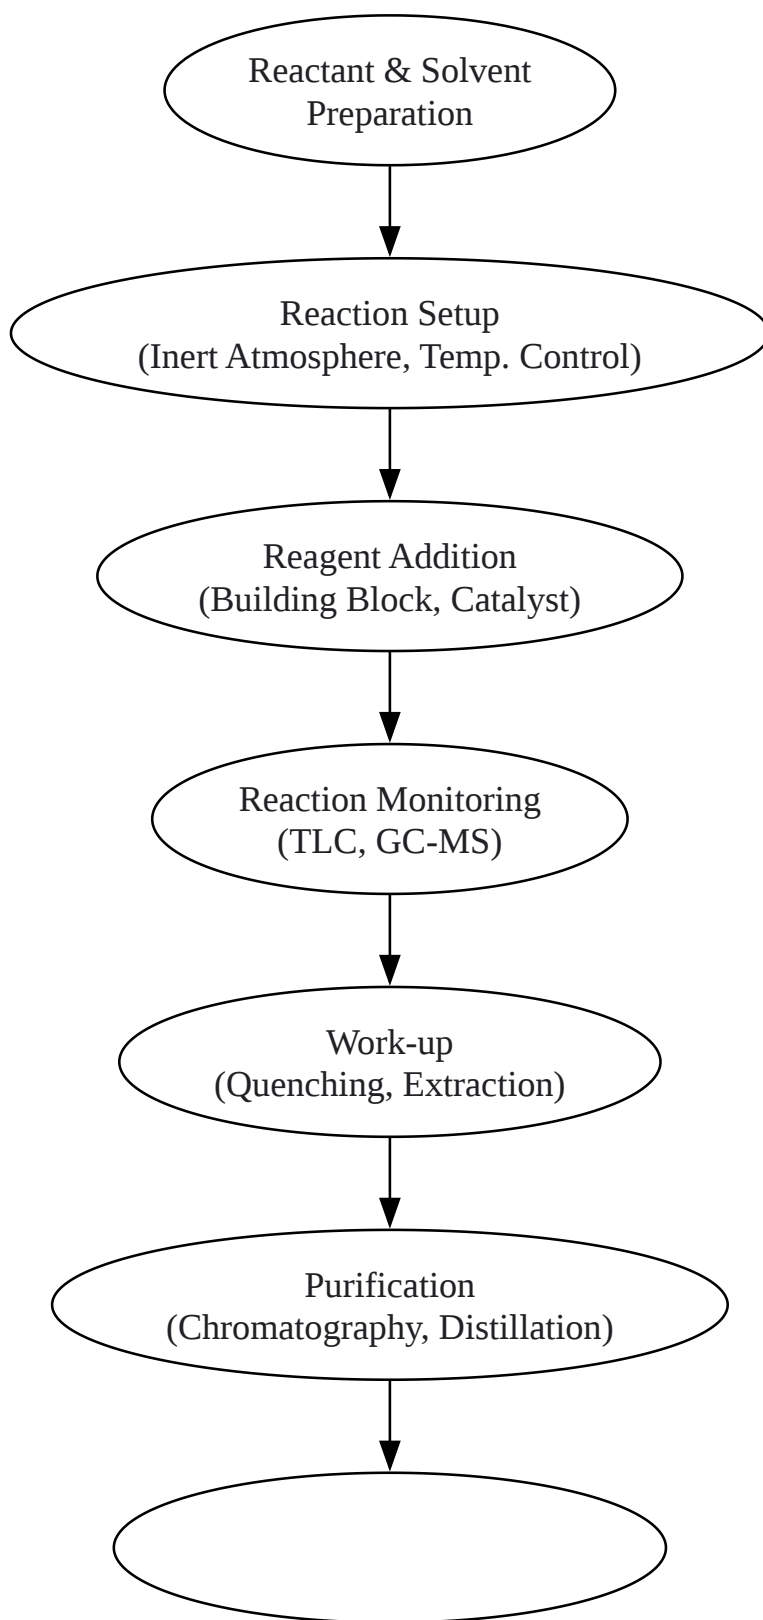 Reactant & Solvent
Preparation
Reaction Setup
(Inert Atmosphere, Temp. Control)
Reagent Addition
(Building Block, Catalyst)
Reaction Monitoring
(TLC, GC-MS)
Work-up
(Quenching, Extraction)
Purification
(Chromatography, Distillation)